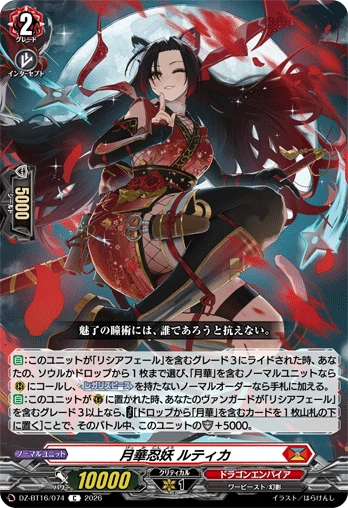 2
グレード
インターセプト
5000
シールド
魅了の瞳術には、誰であろうと抗えない。
自:このユニットが「リシアフェール」を含むグレード3にライドされた時、あな
たの、ソウルかドロップから1枚まで選び、「月華」を含むノーマルユニットなら
Rにコールし、レガリスピースを持たないノーマルオーダーなら手札に加える。
自:このユニットがGに置かれた時、あなたのヴァンガードが「リシアフェール」
を含むグレード3以上なら、【ドロップから「月華」を含むカードを1枚山札の下
に置く】ことで、そのバトル中、このユニットの+5000。
ノーマルユニット
月華忍妖 ルティカ
パワー
10000
クリティカル
1
ドラゴンエンパイア
ワービースト/幻影
DZ-BT16/074 C 2026
イラスト/はらけんし